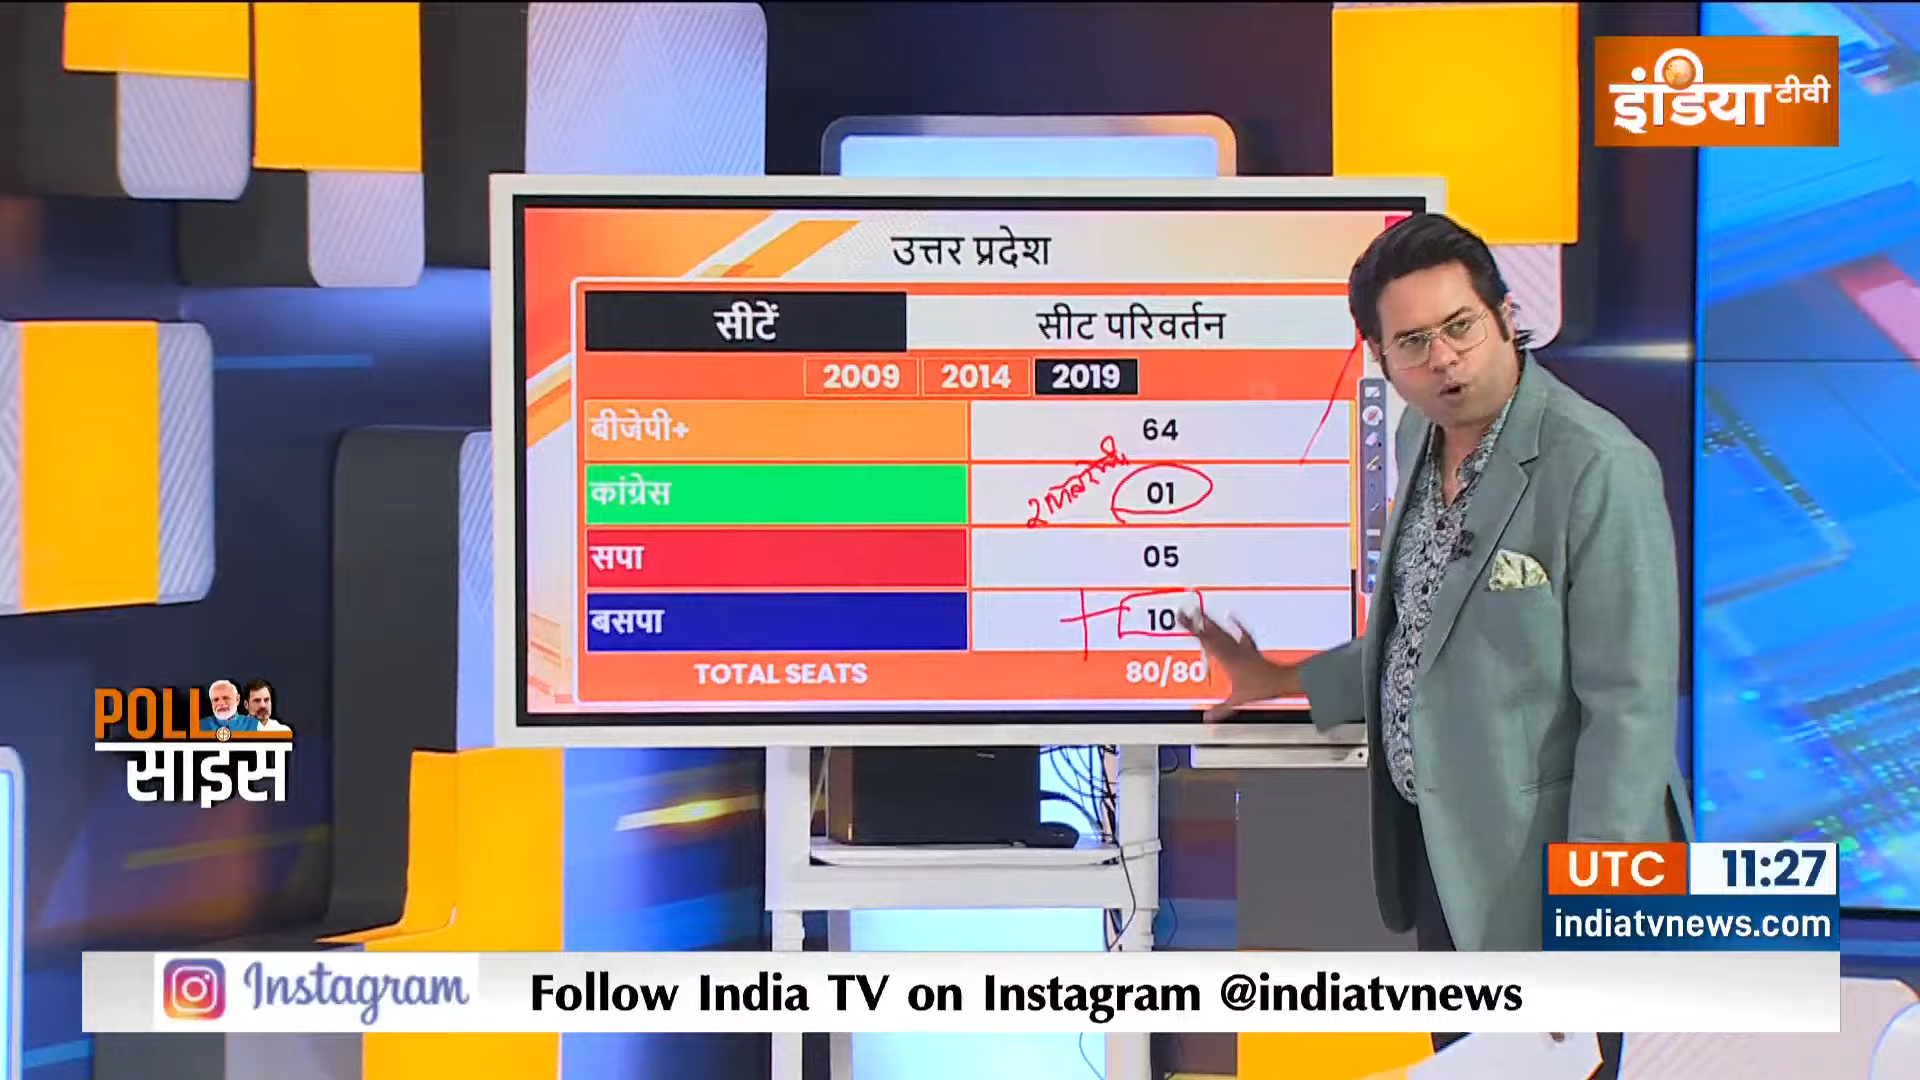 इंडिया टीवी
उत्तर प्रदेश
सीटें सीट परिवर्तन
2009 2014 2019
बीजेपी+ 64
कांग्रेस 01
सपा 05
बसपा 10
TOTAL SEATS 80/80
POLL
साइस
UTC 11:27
indiatvnews.com
Instagram Follow India TV on Instagram @indiatvnews